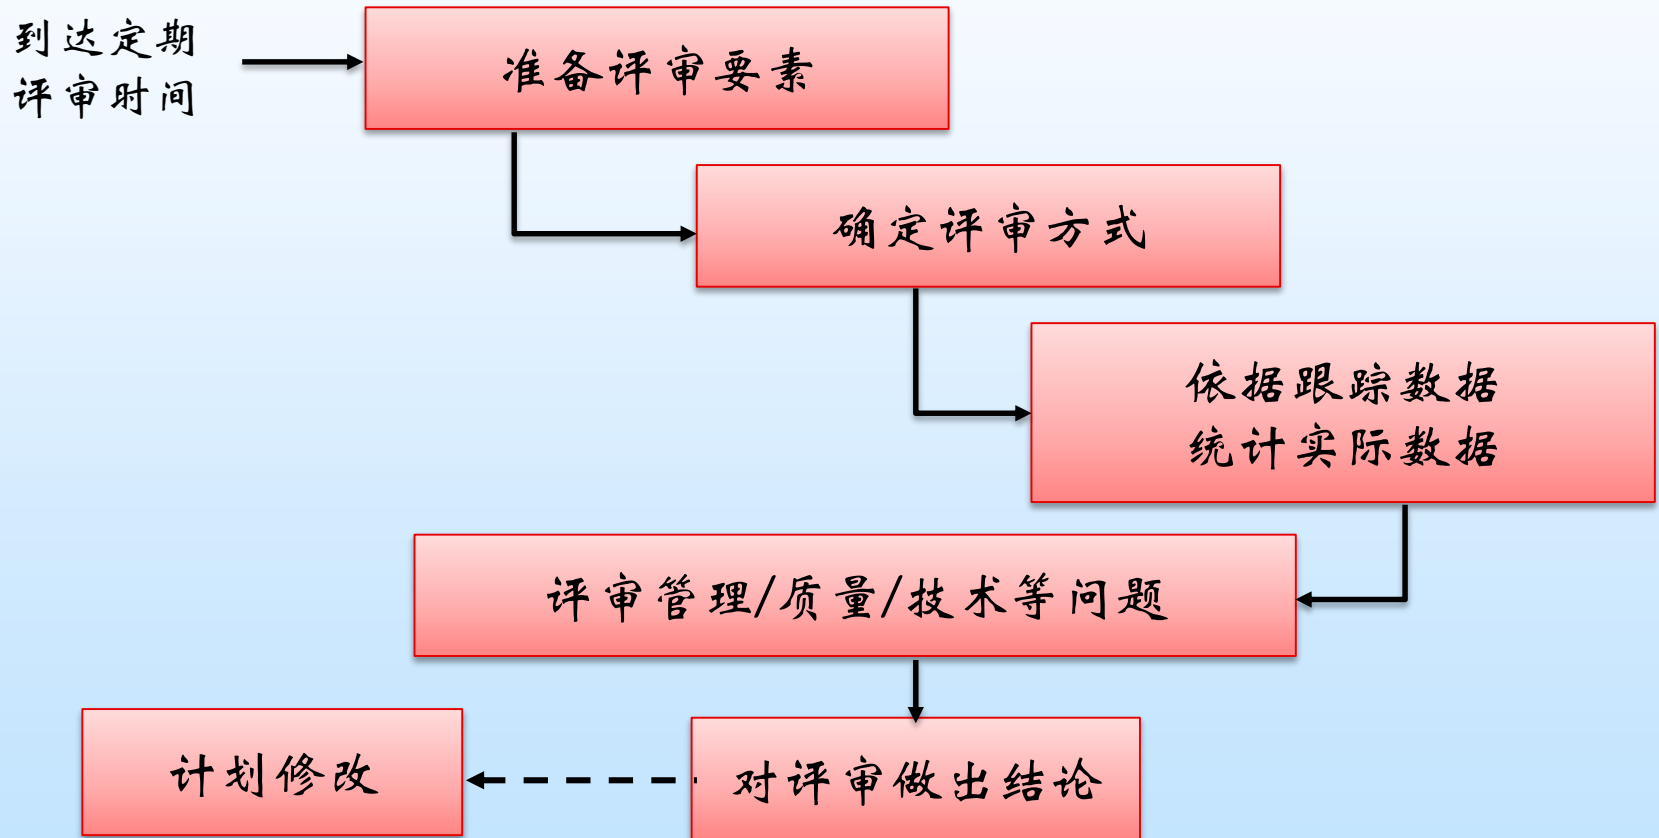 到达定期
评审时间
准备评审要素
确定评审方式
依据跟踪数据
统计实际数据
评审管理/质量/技术等问题
计划修改
对评审做出结论